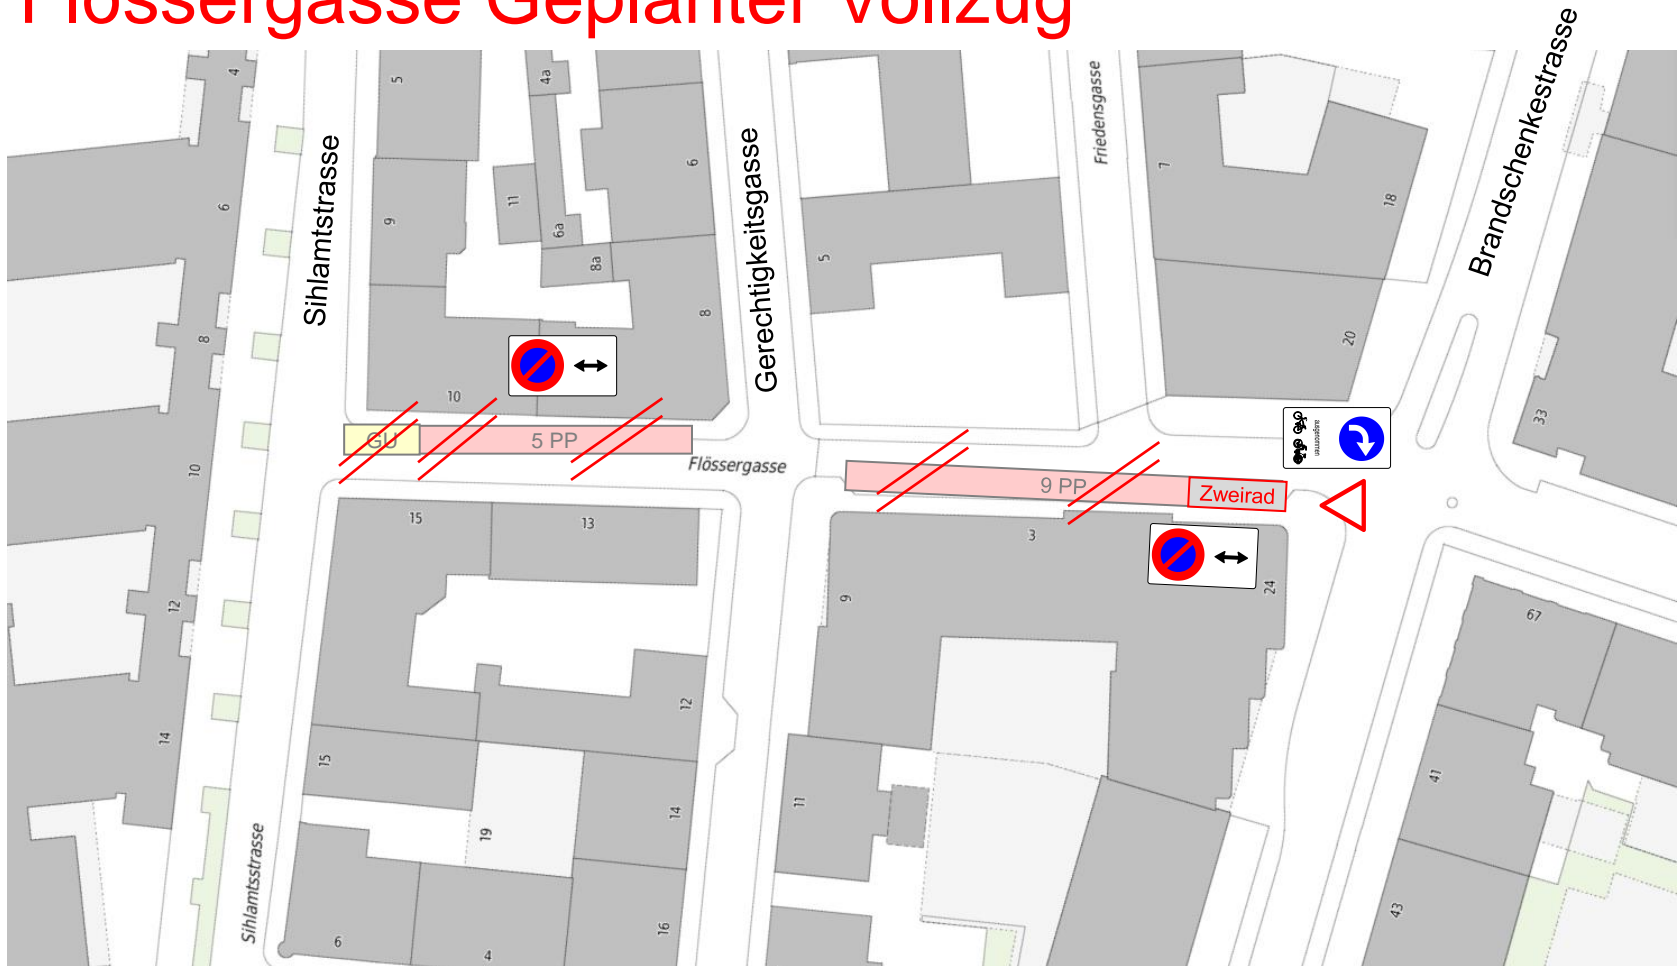 Flössergasse Geplanter Vollzug
Sihlamtstrasse
Gerechtigkeitsgasse
Friedensgasse
Brandschenkestrasse
4
5
4a
6
6
9
11
6a
8a
8
8
10
5
7
18
20
33
10
GU
5 PP
Flössergasse
9 PP
Zweirad
ausgenommen
15
13
3
9
24
10
12
14
15
19
12
14
16
11
6
4
Sihlamtsstrasse
67
41
43